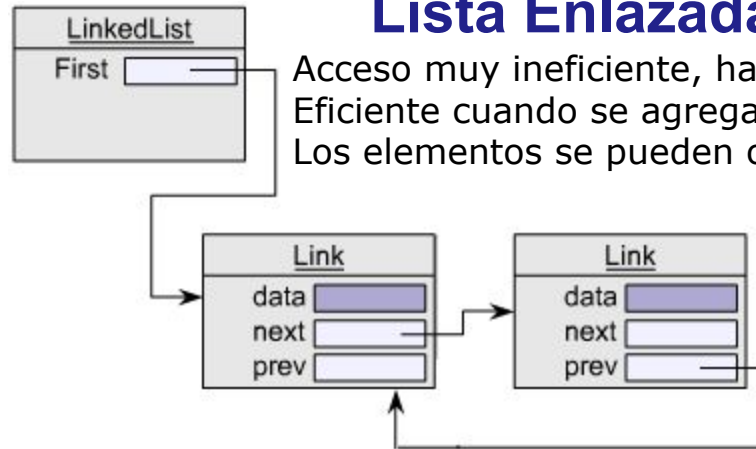 Lista Enlazada
LinkedList
First
Acceso muy ineficiente, ha
Eficiente cuando se agrega
Los elementos se pueden
Link
data
next
prev
Link
data
next
prev